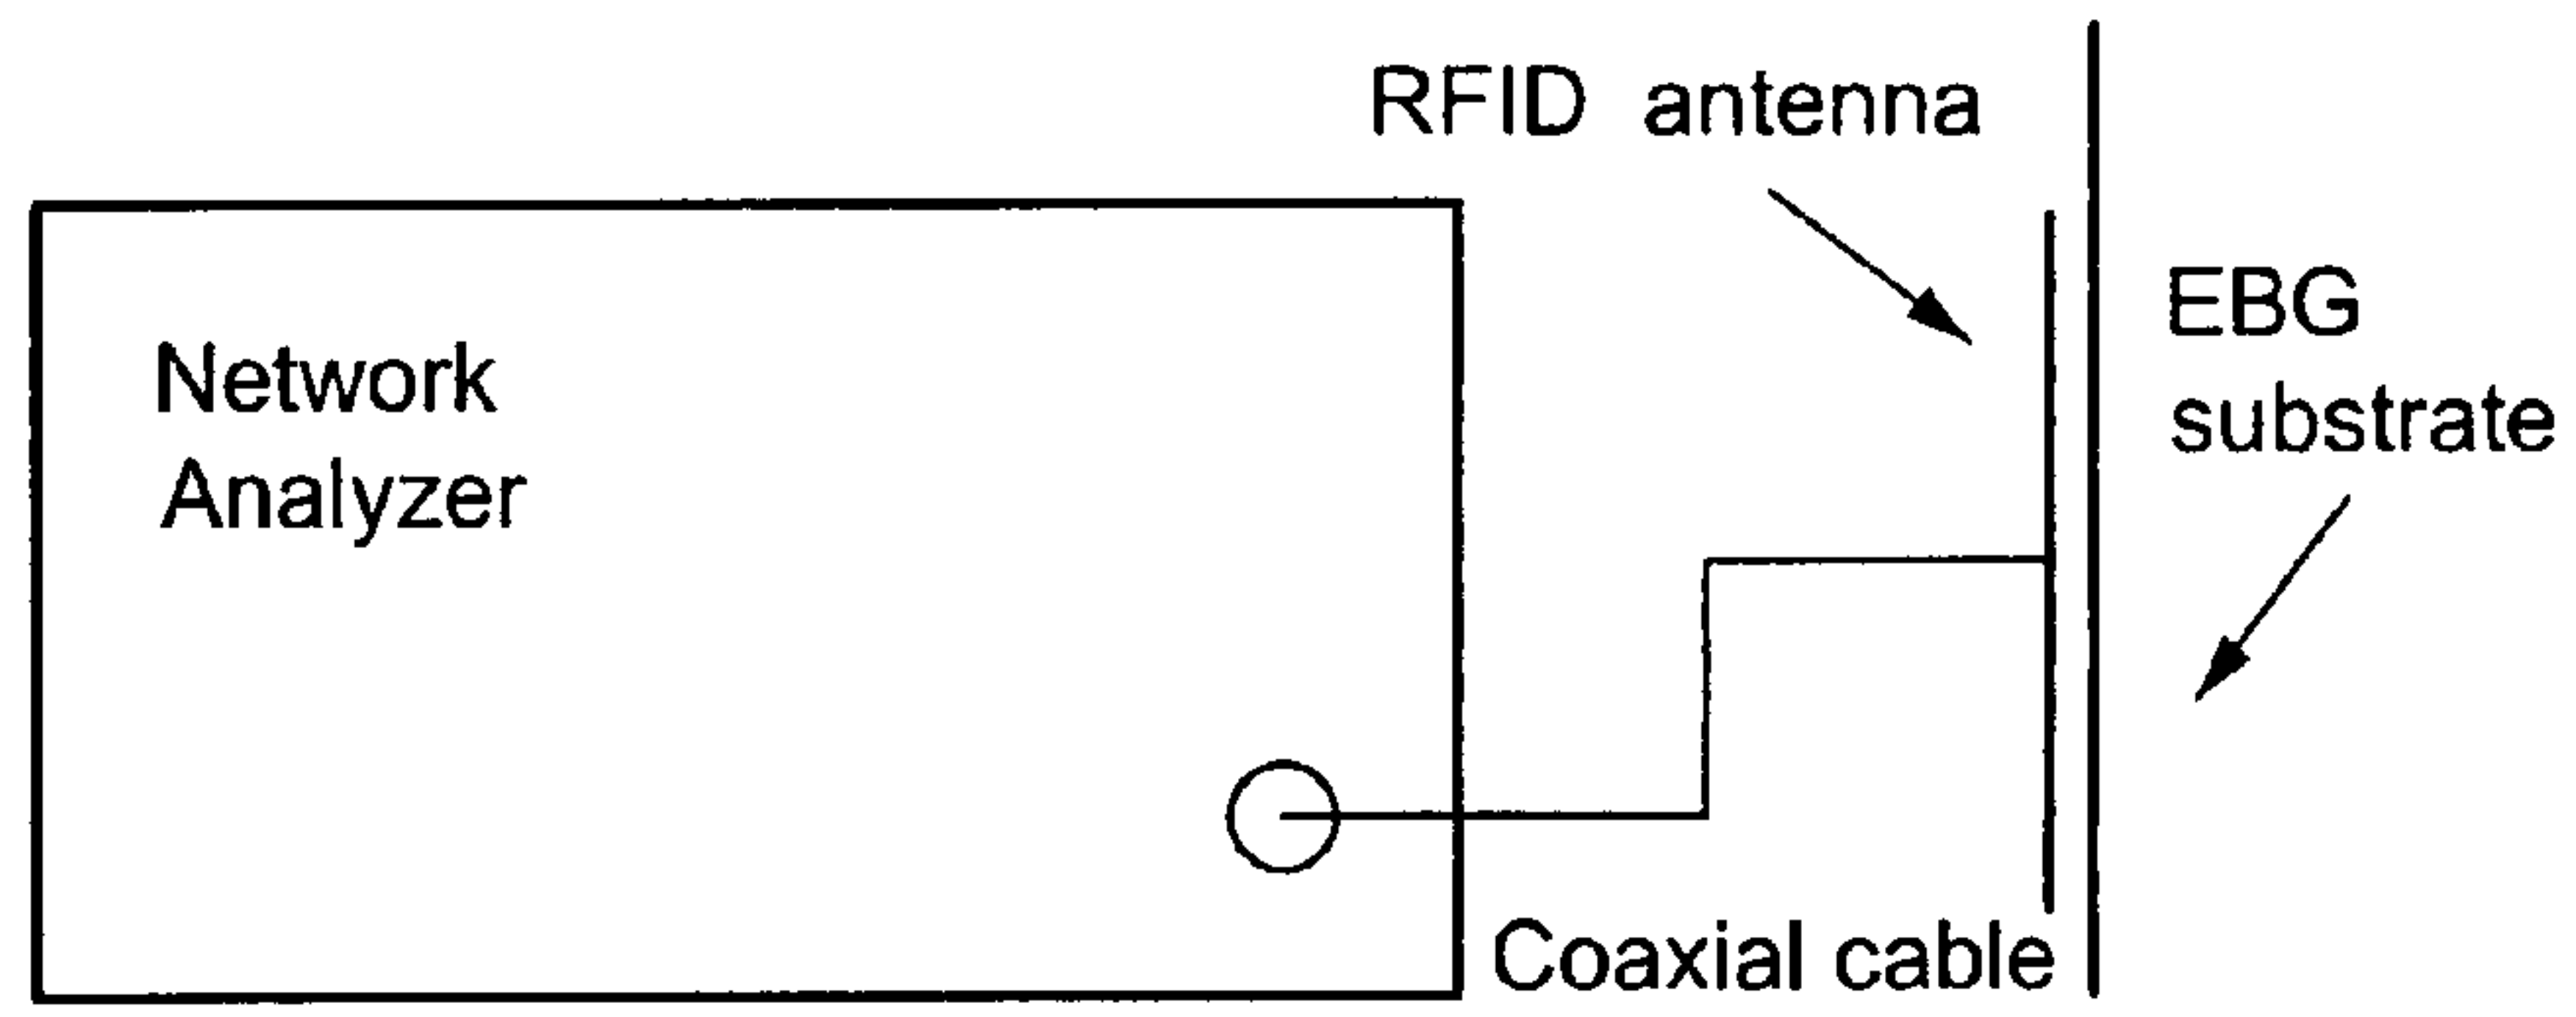 RFID antenna
EBG
substrate
Network
Analyzer
Coaxial cable